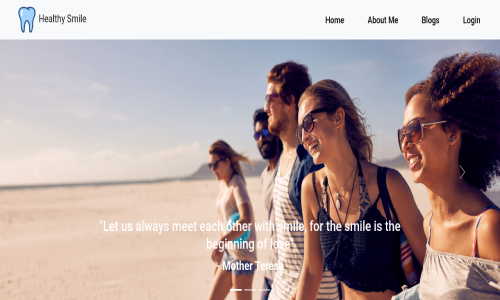 Healthy Smile
Home
About Me
Blogs
Login
"Let us always meet each other with smile, for the smile is the
beginning of love"
- Mother Teresa